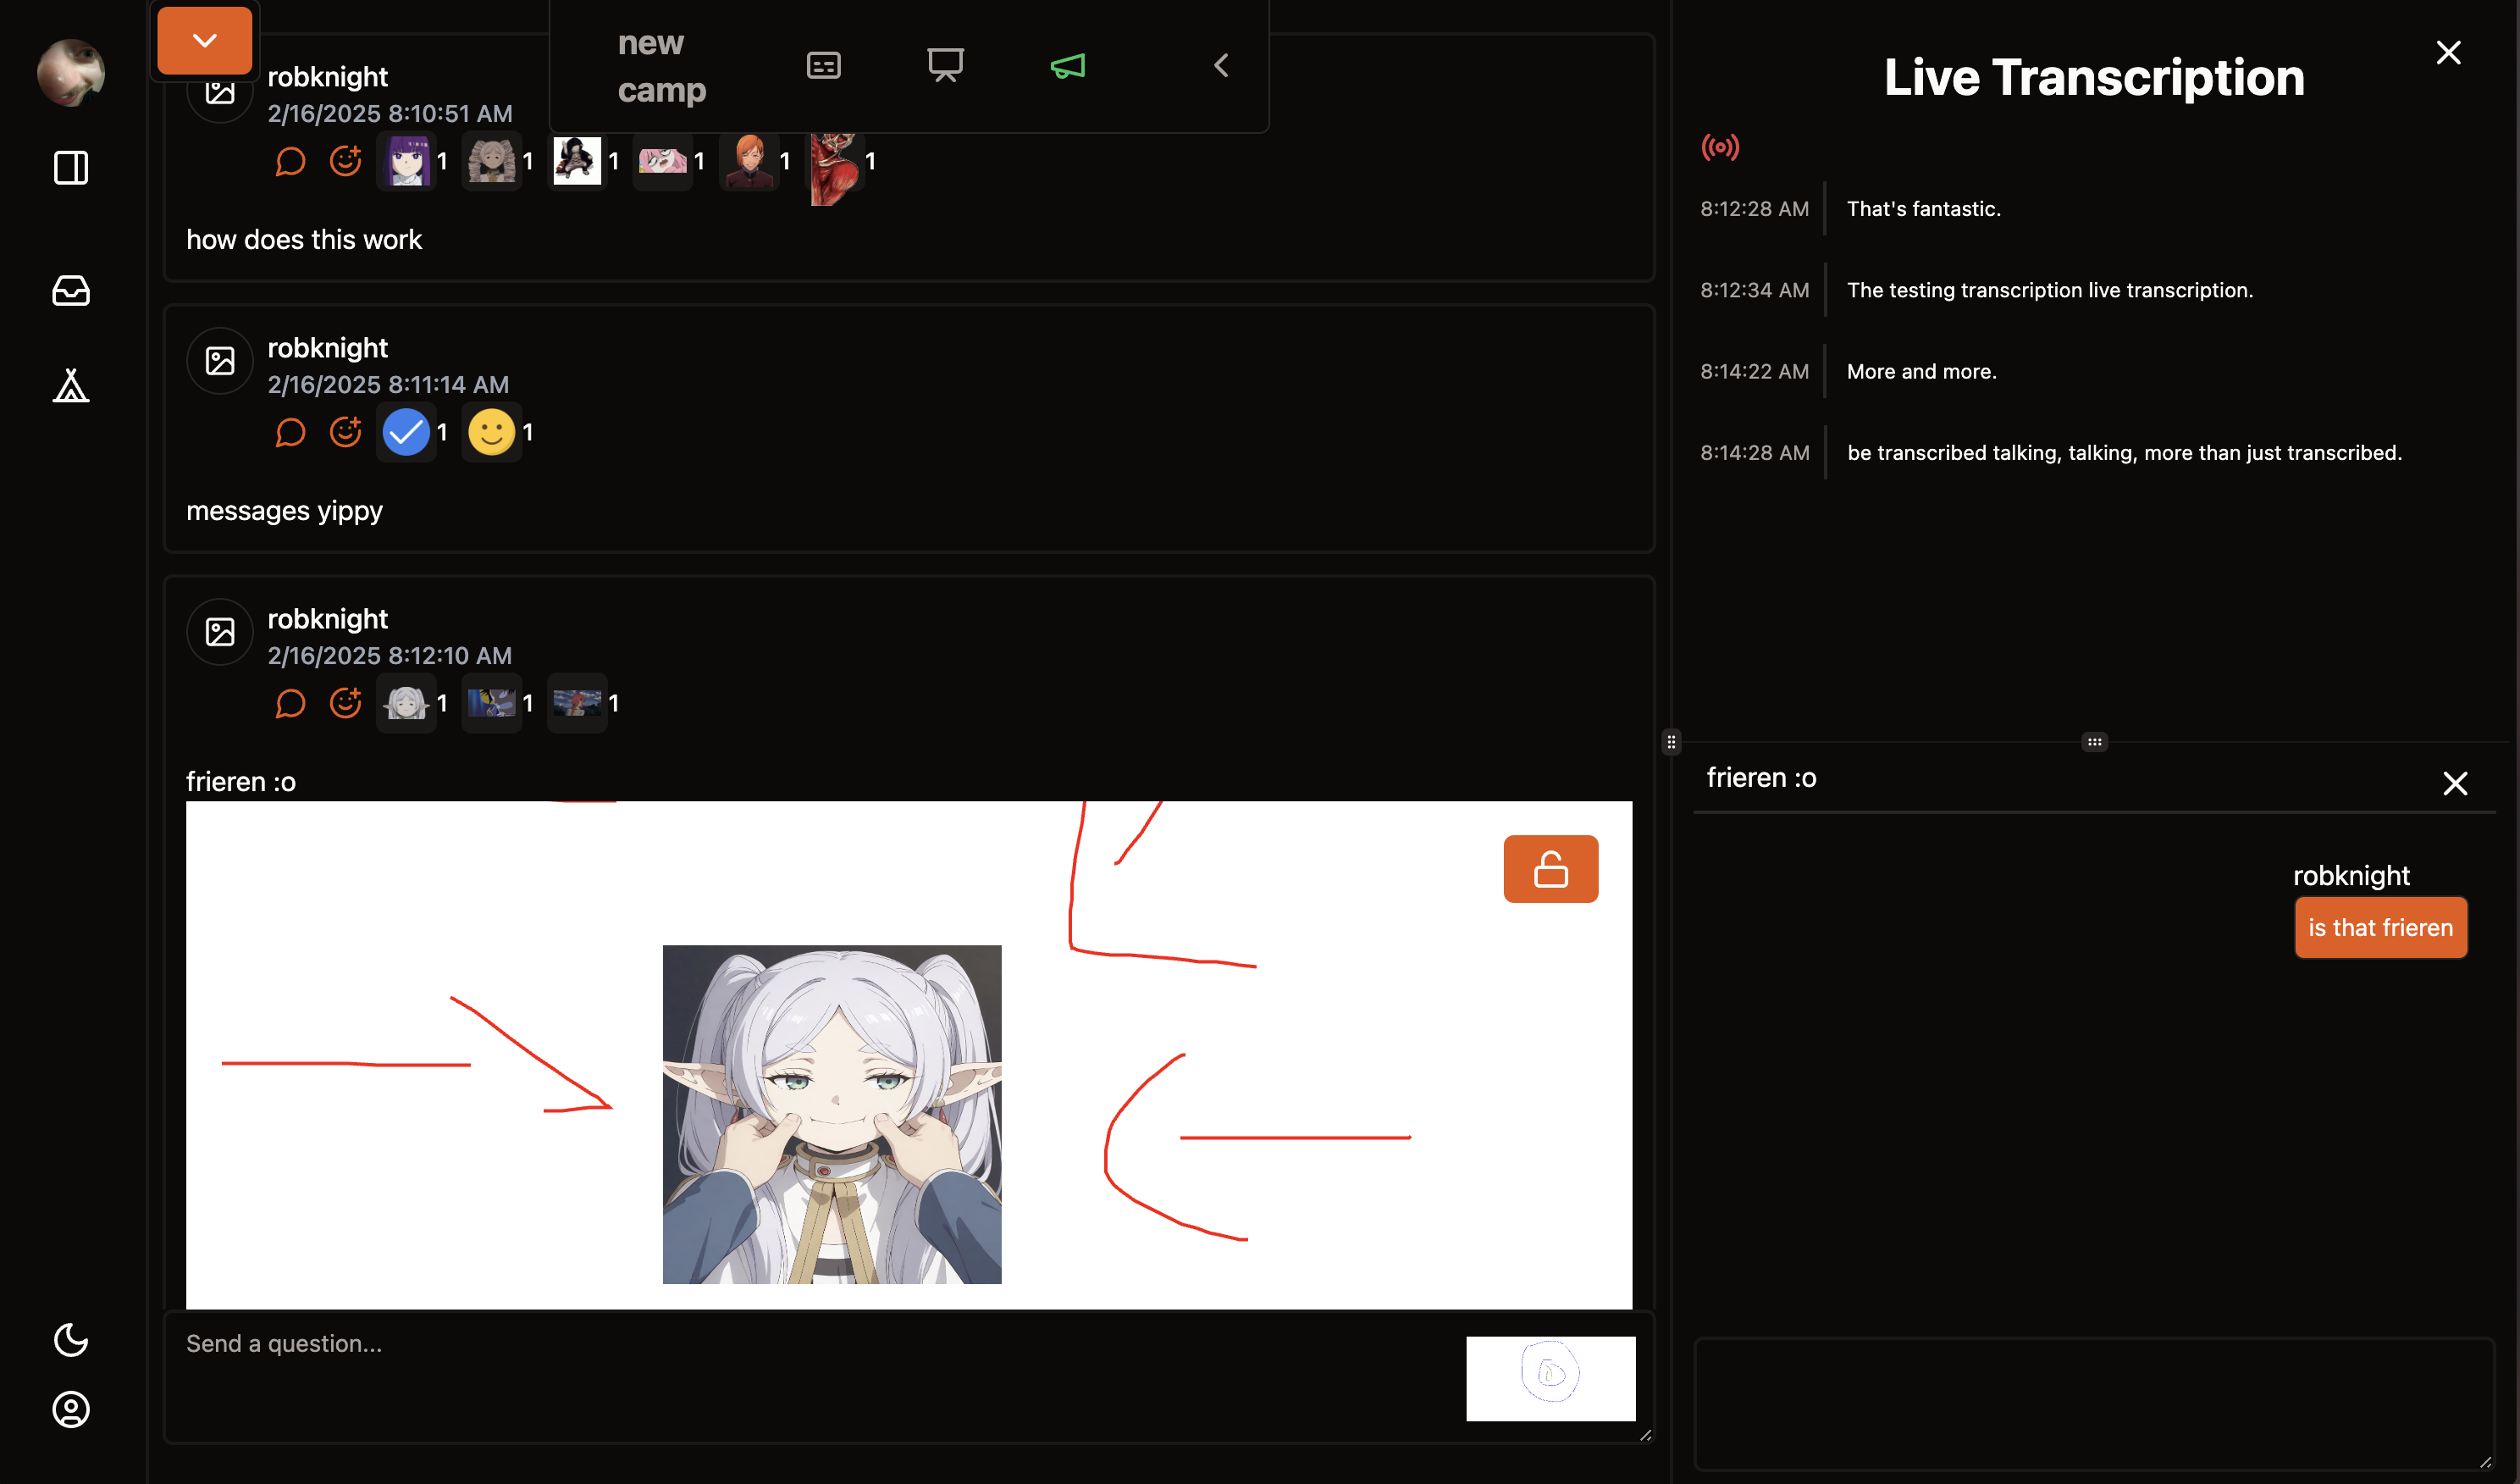 new
camp
robknight
2/16/2025 8:10:51 AM
1 1 1 1 1 1
how does this work
robknight
2/16/2025 8:11:14 AM
1 1
messages yippy
robknight
2/16/2025 8:12:10 AM
1 1 1
frieren :o
Send a question...
Live Transcription
8:12:28 AM That's fantastic.
8:12:34 AM The testing transcription live transcription.
8:14:22 AM More and more.
8:14:28 AM be transcribed talking, talking, more than just transcribed.
frieren :o
robknight
is that frieren